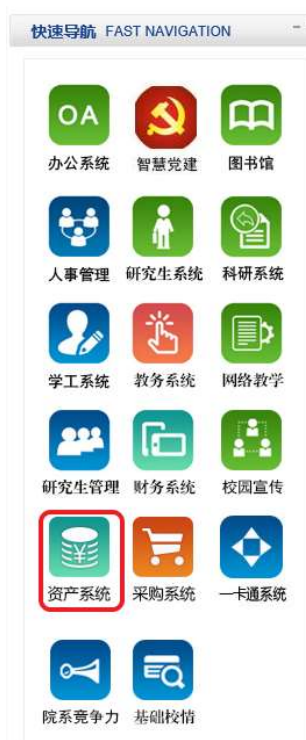 快速导航 FAST NAVIGATION
OA
办公系统 智慧党建 图书馆
人事管理 研究生系统 科研系统
学工系统 教务系统 网络教学
研究生管理 财务系统 校园宣传
¥
资产系统 采购系统 一卡通系统
院系竞争力 基础校情